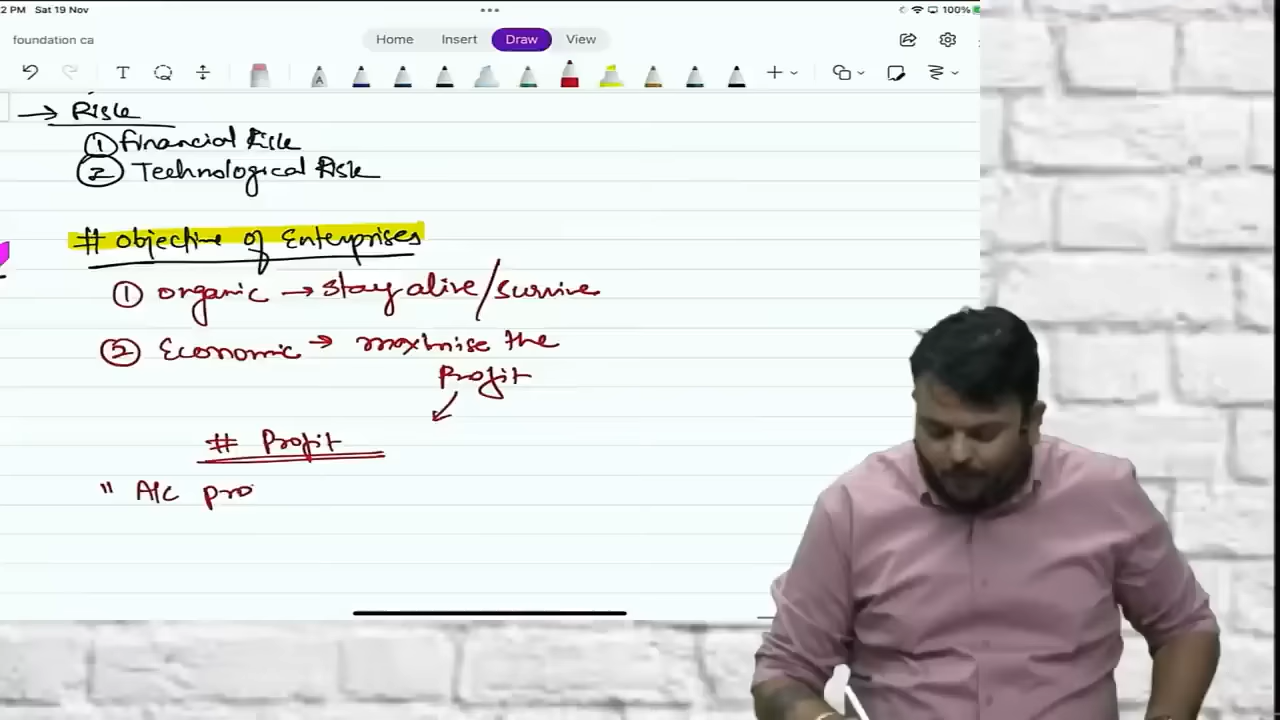 2 PM Sat 19 Nov
100%
foundation ca
Home Insert Draw View
→ Risk
① Financial Risk
② Technological Risk
# Objective of Enterprises
① Organic → Stay alive/Survive
② Economic → maximise the
Profit
# Profit
" A/c pro